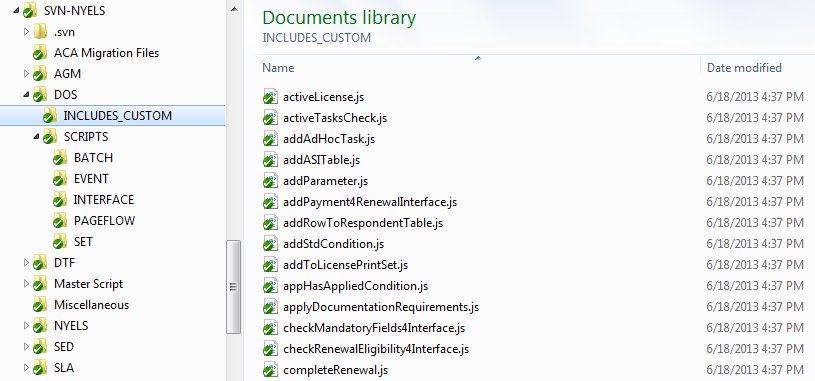 SVN-NYELS
.svn
ACA Migration Files
AGM
DOS
INCLUDES_CUSTOM
SCRIPTS
BATCH
EVENT
INTERFACE
PAGEFLOW
SET
DTF
Master Script
Miscellaneous
NYELS
SED
SLA
Documents library
INCLUDES_CUSTOM
Name Date modified
activeLicense.js 6/18/2013 4:37 PM
activeTasksCheck.js 6/18/2013 4:37 PM
addAdHocTask.js 6/18/2013 4:37 PM
addASITable.js 6/18/2013 4:37 PM
addParameter.js 6/18/2013 4:37 PM
addPayment4RenewalInterface.js 6/18/2013 4:37 PM
addRowToRespondentTable.js 6/18/2013 4:37 PM
addStdCondition.js 6/18/2013 4:37 PM
addToLicensePrintSet.js 6/18/2013 4:37 PM
appHasAppliedCondition.js 6/18/2013 4:37 PM
applyDocumentationRequirements.js 6/18/2013 4:37 PM
checkMandatoryFields4Interface.js 6/18/2013 4:37 PM
checkRenewalEligibility4Interface.js 6/18/2013 4:37 PM
completeRenewal.js 6/18/2013 4:37 PM